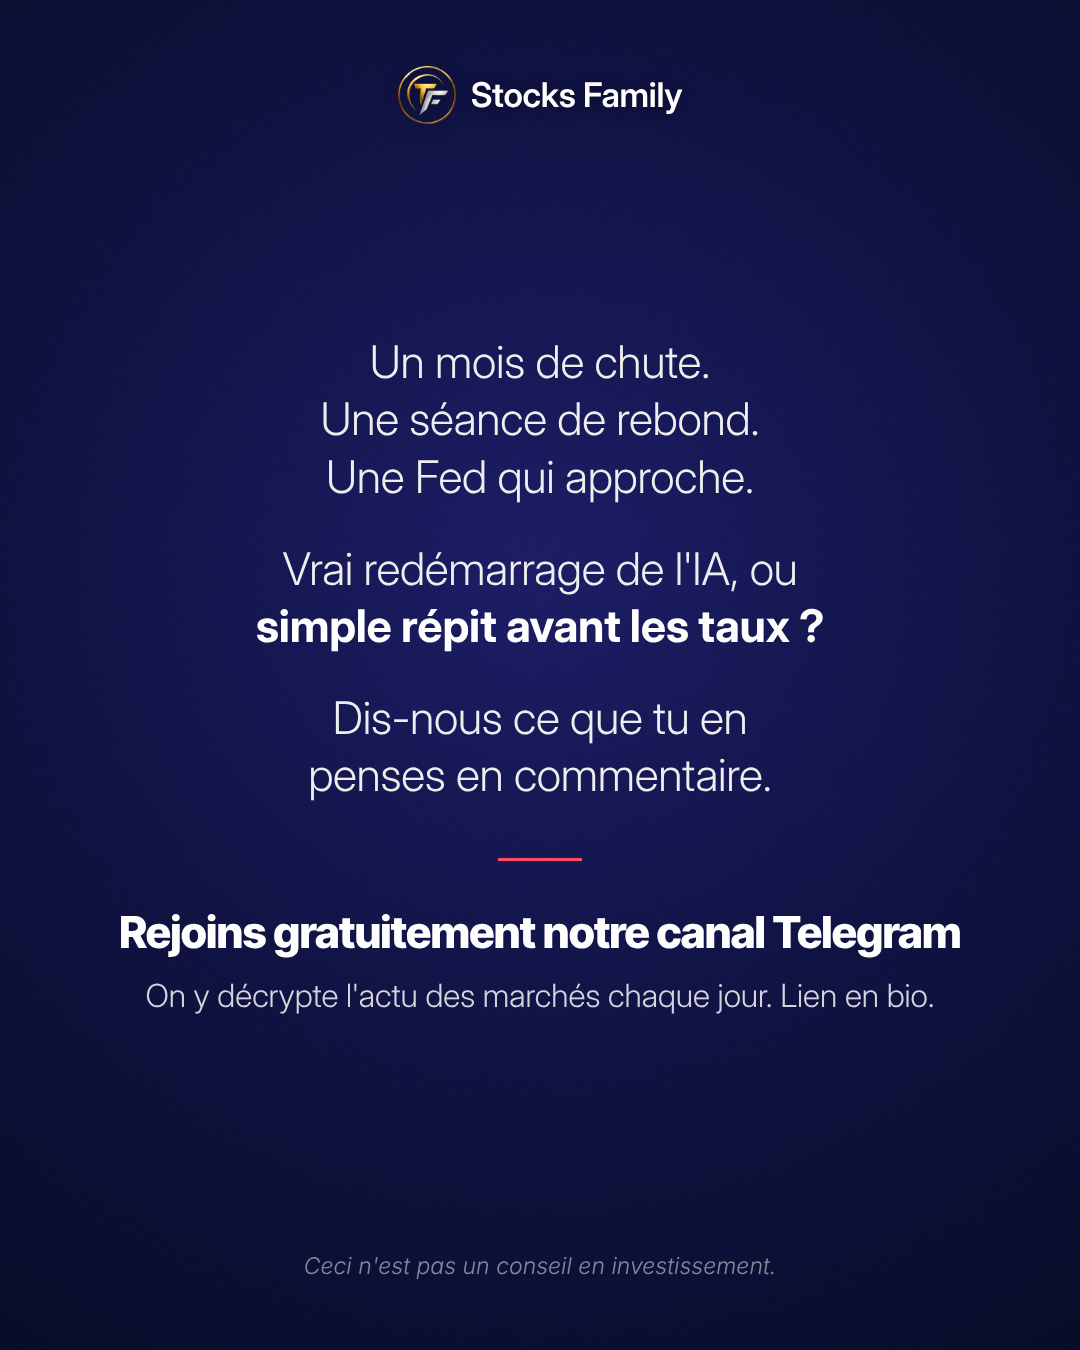 TF Stocks Family
Un mois de chute.
Une séance de rebond.
Une Fed qui approche.
Vrai redémarrage de l'IA, ou
simple répit avant les taux ?
Dis-nous ce que tu en
penses en commentaire.
Rejoins gratuitement notre canal Telegram
On y décrypte l'actu des marchés chaque jour. Lien en bio.
Ceci n'est pas un conseil en investissement.